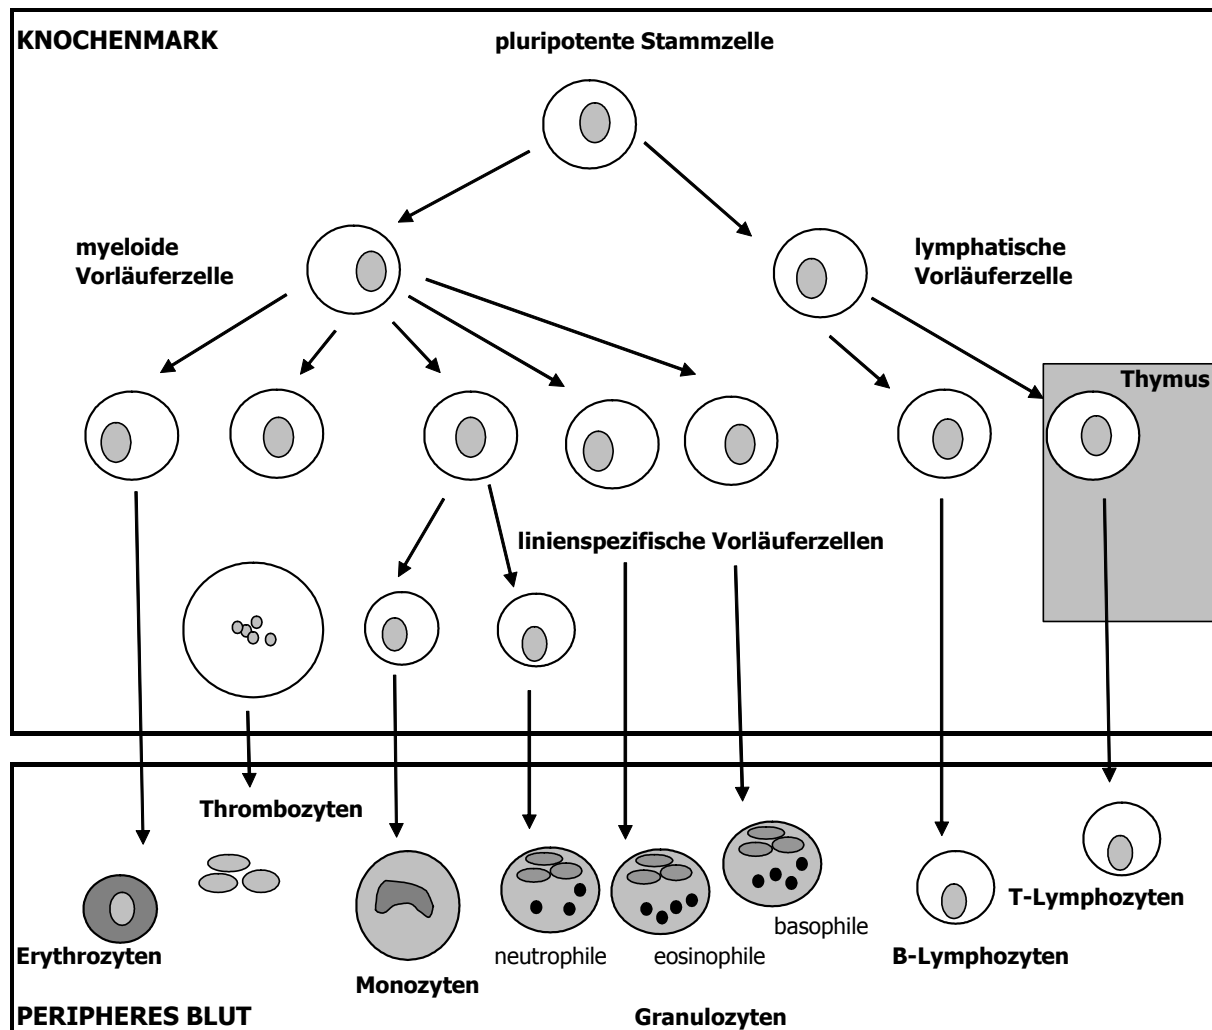 KNOCHENMARK
pluripotente Stammzelle
myeloide
Vorläuferzelle
lymphatische
Vorläuferzelle
Thymus
linienspezifische Vorläuferzellen
Thrombozyten
Erythrozyten
Monozyten
neutrophile
eosinophile
basophile
B-Lymphozyten
T-Lymphozyten
PERIPHERES BLUT
Granulozyten